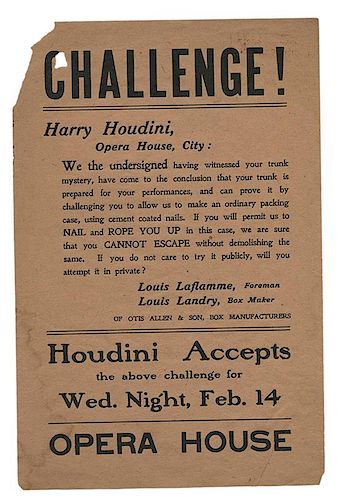 CHALLENGE!
Harry Houdini,
Opera House, City:
We the undersigned having witnessed your trunk
mystery, have come to the conclusion that your trunk is
prepared for your performances, and can prove it by
challenging you to allow us to make an ordinary packing
case, using cement coated nails. If you will permit us to
NAIL and ROPE YOU UP in this case, we are sure
that you CANNOT ESCAPE without demolishing the
same. If you do not care to try it publicly, will you
attempt it in private?
Louis Laflamme, Foreman
Louis Landry, Box Maker
OF OTIS ALLEN & SON, BOX MANUFACTURERS
Houdini Accepts
the above challenge for
Wed. Night, Feb. 14
OPERA HOUSE